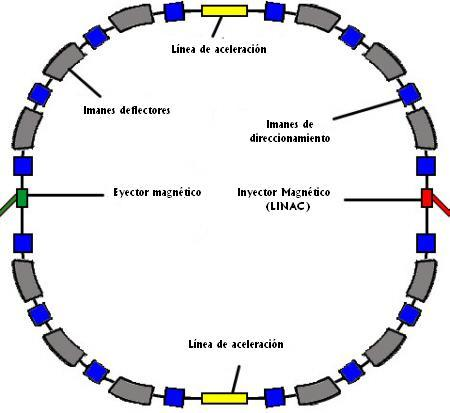 Línea de aceleración
Imanes deflectores
Imanes de
direccionamiento
Eyector magnético
Inyector Magnético
(LINAC)
Línea de aceleración